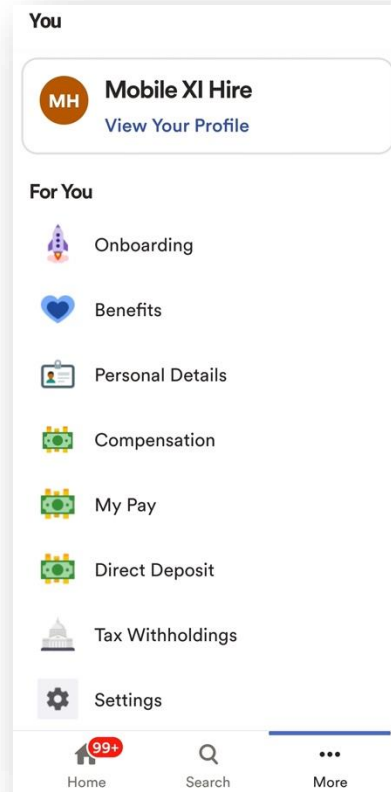 You
MH
Mobile XI Hire
View Your Profile
For You
Onboarding
Benefits
Personal Details
Compensation
My Pay
Direct Deposit
Tax Withholdings
Settings
99+
Home
Search
More